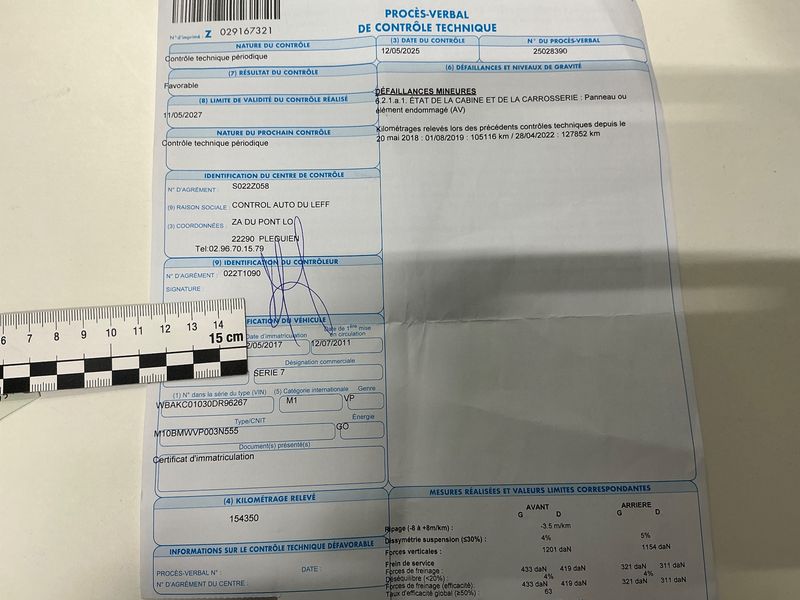 PROCÈS-VERBAL
DE CONTRÔLE TECHNIQUE
N° d'imprimé Z 029167321
NATURE DU CONTRÔLE
Contrôle technique périodique
(3) DATE DU CONTRÔLE
12/05/2025
N° DU PROCÈS-VERBAL
25028390
(7) RÉSULTAT DU CONTRÔLE
Favorable
(8) LIMITE DE VALIDITÉ DU CONTRÔLE RÉALISÉ
11/05/2027
NATURE DU PROCHAIN CONTRÔLE
Contrôle technique périodique
(6) DÉFAILLANCES ET NIVEAUX DE GRAVITÉ
DÉFAILLANCES MINEURES
6.2.1.a.1. ÉTAT DE LA CABINE ET DE LA CARROSSERIE : Panneau ou
élément endommagé (AV)
Kilométrages relevés lors des précédents contrôles techniques depuis le
20 mai 2018 : 01/08/2019 : 105116 km / 28/04/2022 : 127852 km
IDENTIFICATION DU CENTRE DE CONTRÔLE
N° D'AGRÉMENT : S022Z058
(9) RAISON SOCIALE : CONTROL AUTO DU LEFF
(3) COORDONNÉES : ZA DU PONT LO
22290 PLEGUIEN
Tel:02.96.70.15.79
(9) IDENTIFICATION DU CONTRÔLEUR
N° D'AGRÉMENT : 022T1090
SIGNATURE :
6 7 8 9 10 11 12 13 14
15 cm
FICATION DU VÉHICULE
Date d'immatriculation
2/05/2017
Date de 1ère mise
en circulation
12/07/2011
Désignation commerciale
SERIE 7
(1) N° dans la série du type (VIN)
WBAKC01030DR96267
(5) Catégorie internationale
M1
Genre
VP
Type/CNIT
M10BMWVP003N555
Énergie
GO
Document(s) présenté(s)
Certificat d'immatriculation
(4) KILOMÉTRAGE RELEVÉ
154350
INFORMATIONS SUR LE CONTRÔLE TECHNIQUE DÉFAVORABLE
PROCÈS-VERBAL N° : DATE :
N° D'AGRÉMENT DU CENTRE :
MESURES RÉALISÉES ET VALEURS LIMITES CORRESPONDANTES
AVANT ARRIERE
G D G D
Ripage (-8 à +8m/km) : -3.5 m/km
Dissymétrie suspension (≤30%) : 4% 5%
Forces verticales : 1201 daN 1154 daN
Frein de service
Forces de freinage : 433 daN 419 daN 321 daN 311 daN
Déséquilibre (<20%) : 4% 4%
Forces de freinage (efficacité) : 433 daN 419 daN 321 daN 311 daN
Taux d'efficacité global (≥50%) : 63